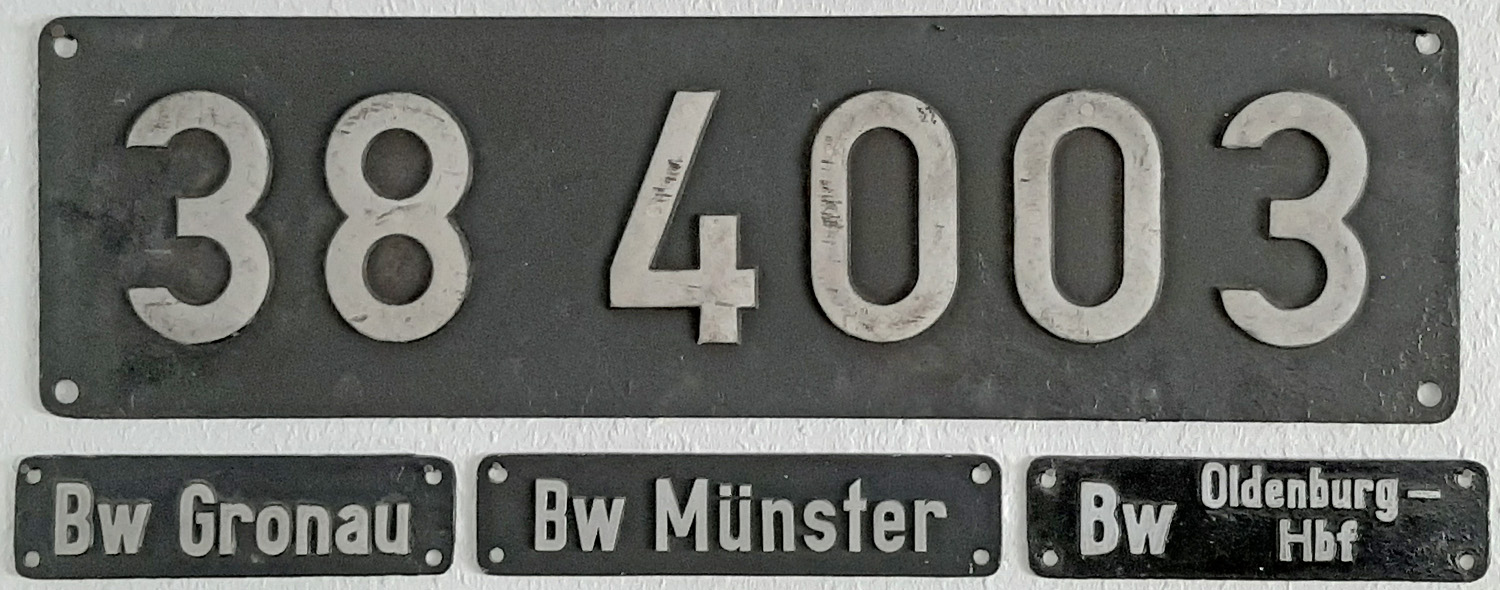 38 4003
Bw Gronau
Bw Münster
Bw Oldenburg-
Hbf